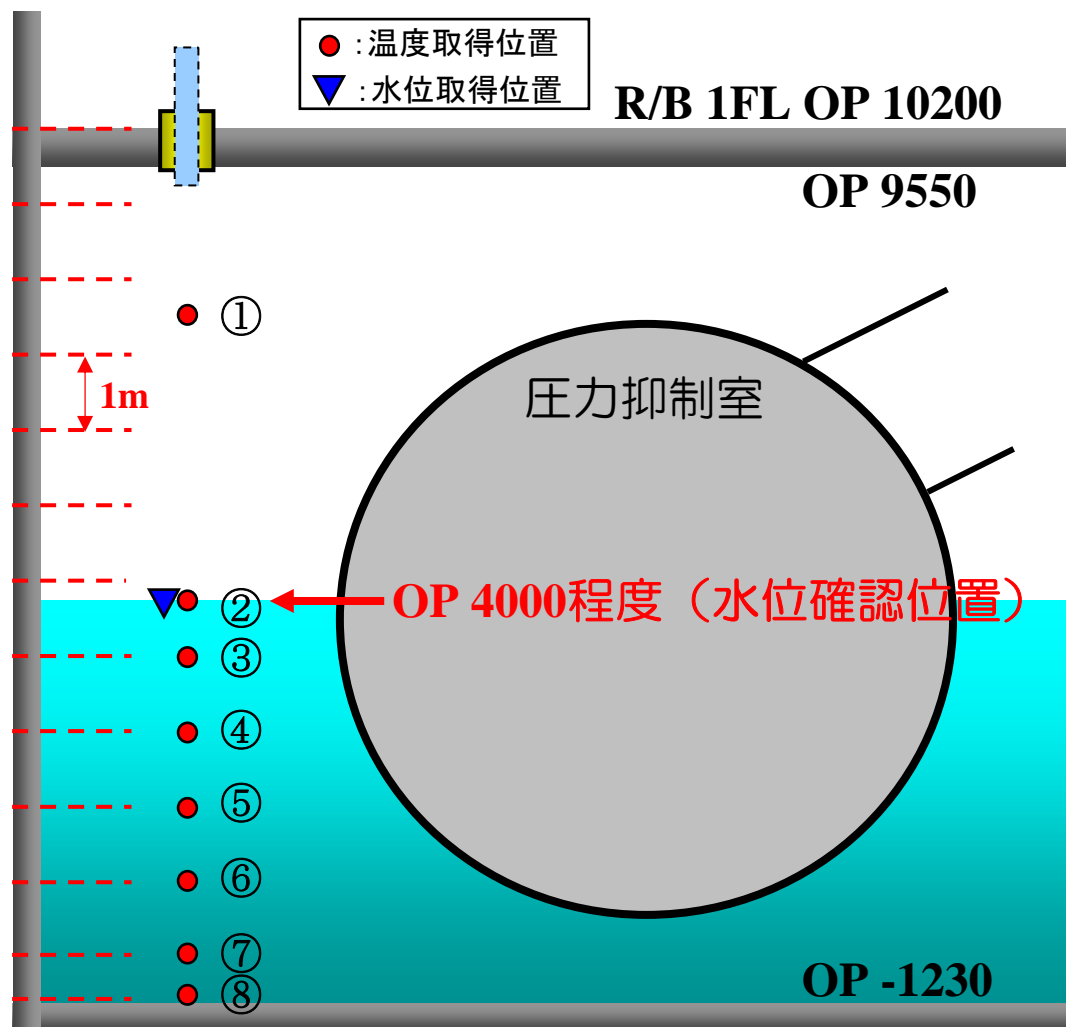 :温度取得位置
:水位取得位置
R/B 1FL OP 10200
OP 9550
①
1m
圧力抑制室
②
OP 4000程度（水位確認位置）
③
④
⑤
⑥
⑦
⑧
OP -1230